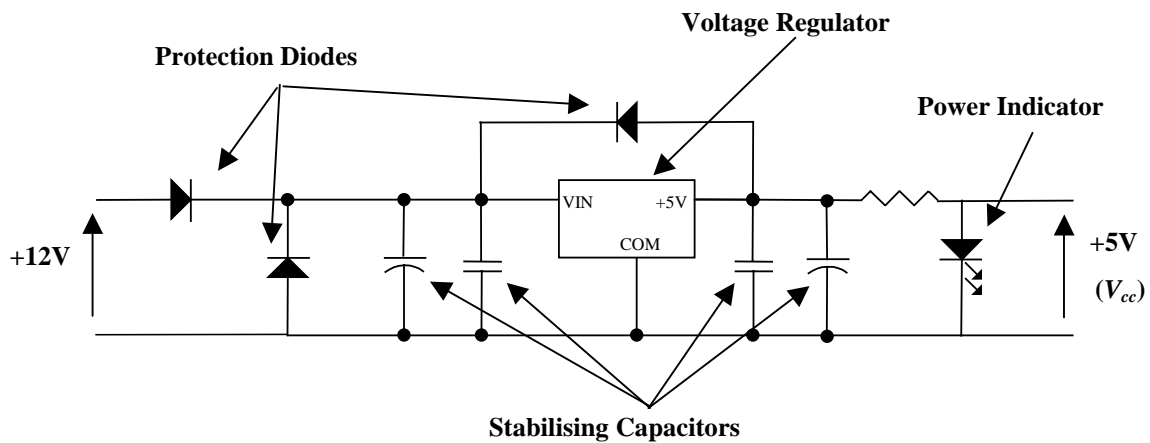 Voltage Regulator
Protection Diodes
Power Indicator
VIN
+5V
COM
+12V
+5V
(Vcc)
Stabilising Capacitors